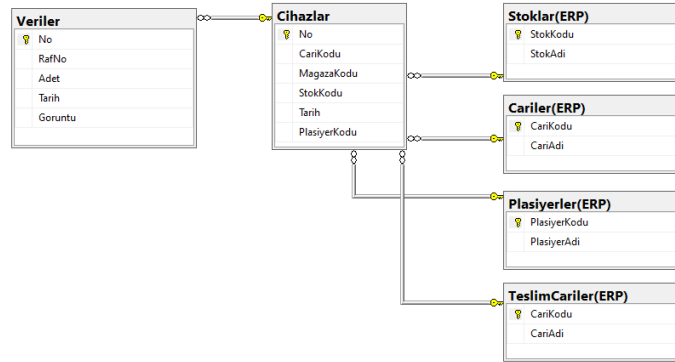 Veriler
No
RafNo
Adet
Tarih
Goruntu
Cihazlar
No
CariKodu
MagazaKodu
StokKodu
Tarih
PlasiyerKodu
Stoklar(ERP)
StokKodu
StokAdi
Cariler(ERP)
CariKodu
CariAdi
Plasiyerler(ERP)
PlasiyerKodu
PlasiyerAdi
TeslimCariler(ERP)
CariKodu
CariAdi